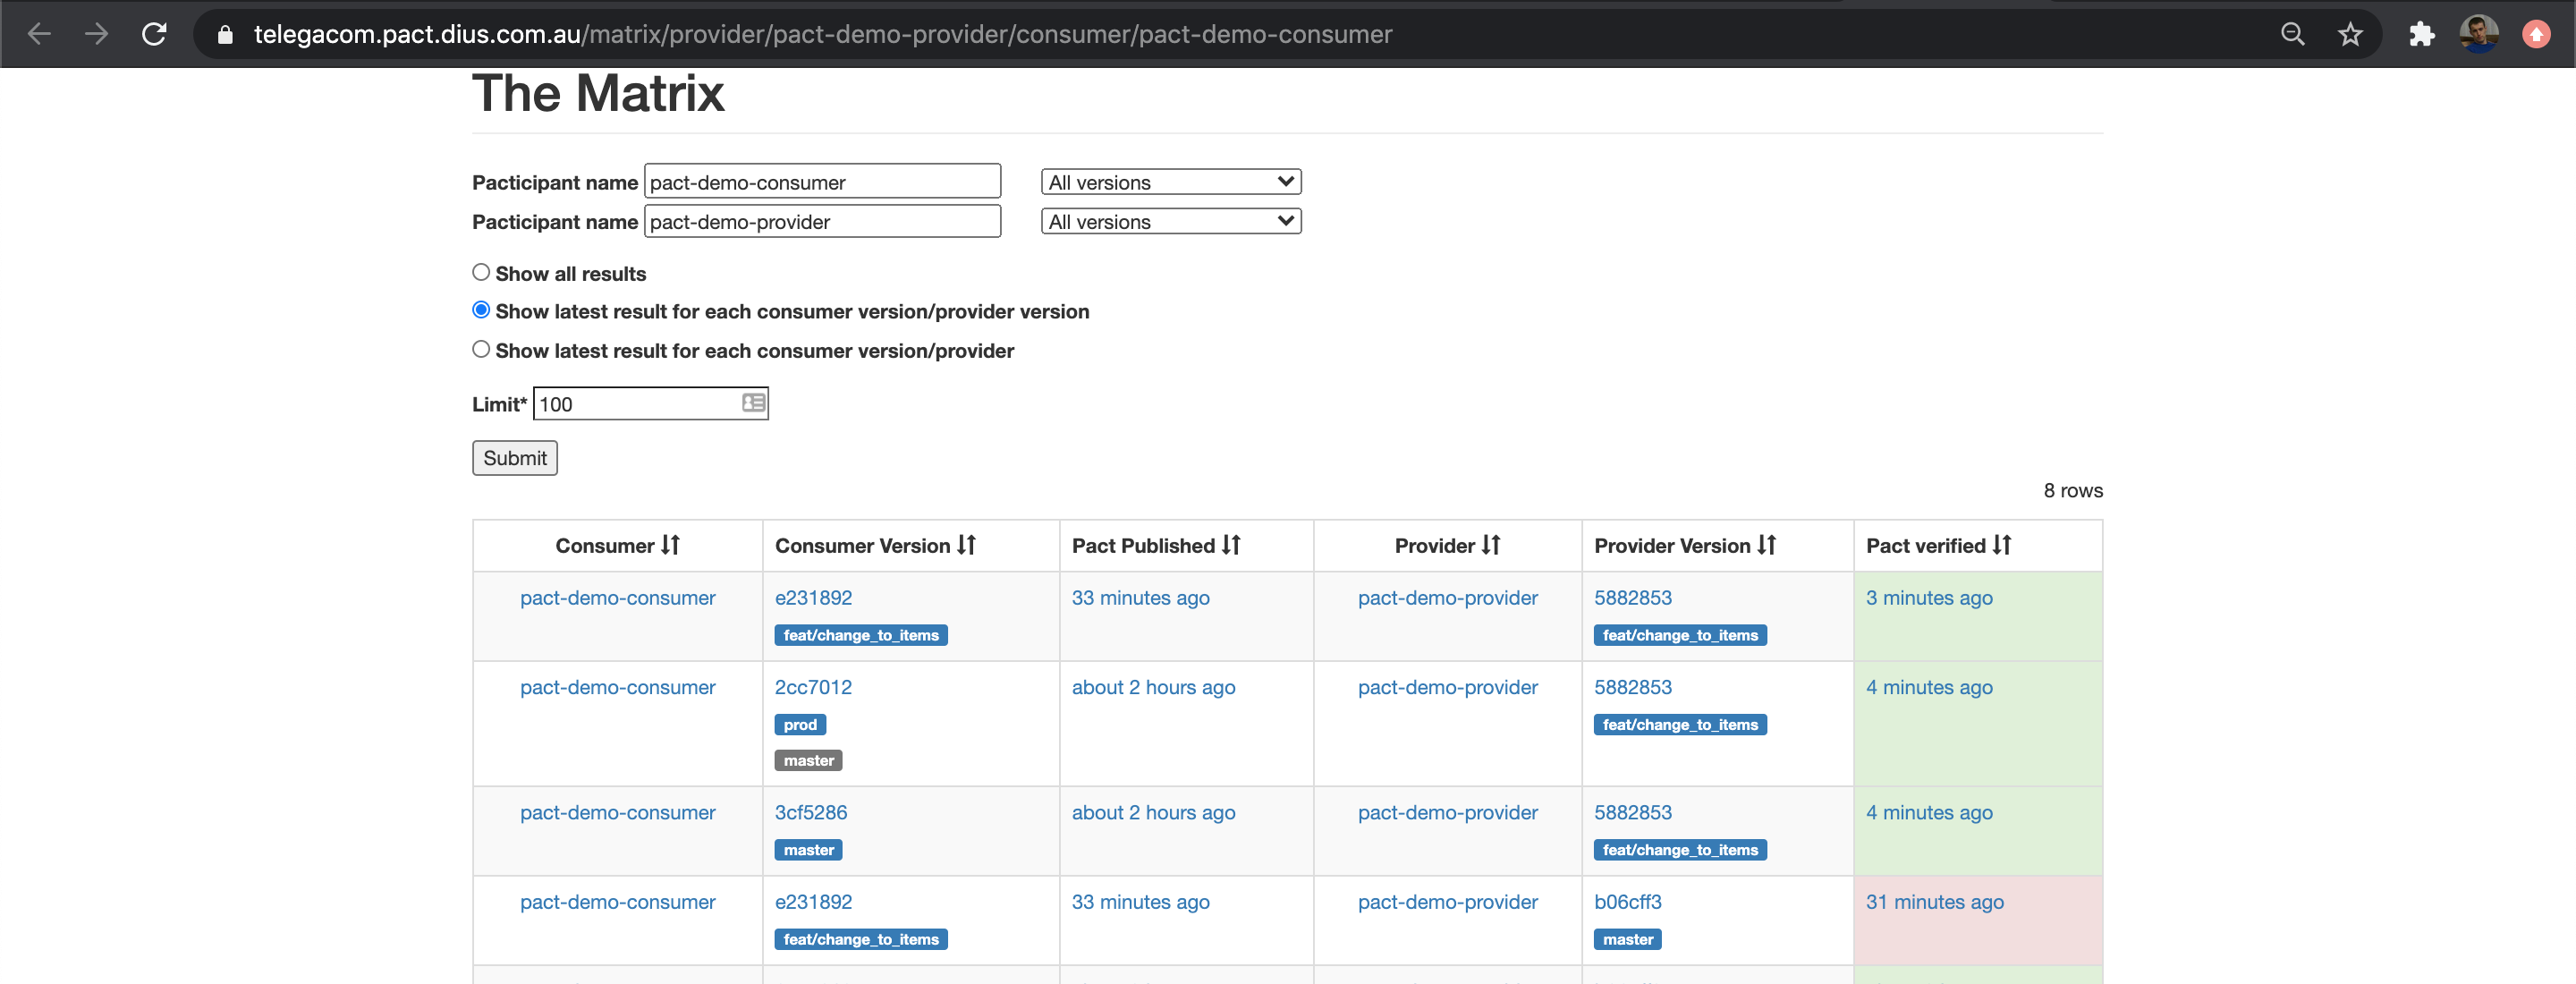 telegacom.pact.dius.com.au/matrix/provider/pact-demo-provider/consumer/pact-demo-consumer
The Matrix
Pacticipant name pact-demo-consumer All versions
Pacticipant name pact-demo-provider All versions
Show all results
Show latest result for each consumer version/provider version
Show latest result for each consumer version/provider
Limit* 100
Submit
8 rows
Consumer Consumer Version Pact Published Provider Provider Version Pact verified
pact-demo-consumer e231892 33 minutes ago pact-demo-provider 5882853 3 minutes ago
feat/change_to_items feat/change_to_items
pact-demo-consumer 2cc7012 about 2 hours ago pact-demo-provider 5882853 4 minutes ago
prod feat/change_to_items
master
pact-demo-consumer 3cf5286 about 2 hours ago pact-demo-provider 5882853 4 minutes ago
master feat/change_to_items
pact-demo-consumer e231892 33 minutes ago pact-demo-provider b06cff3 31 minutes ago
feat/change_to_items master